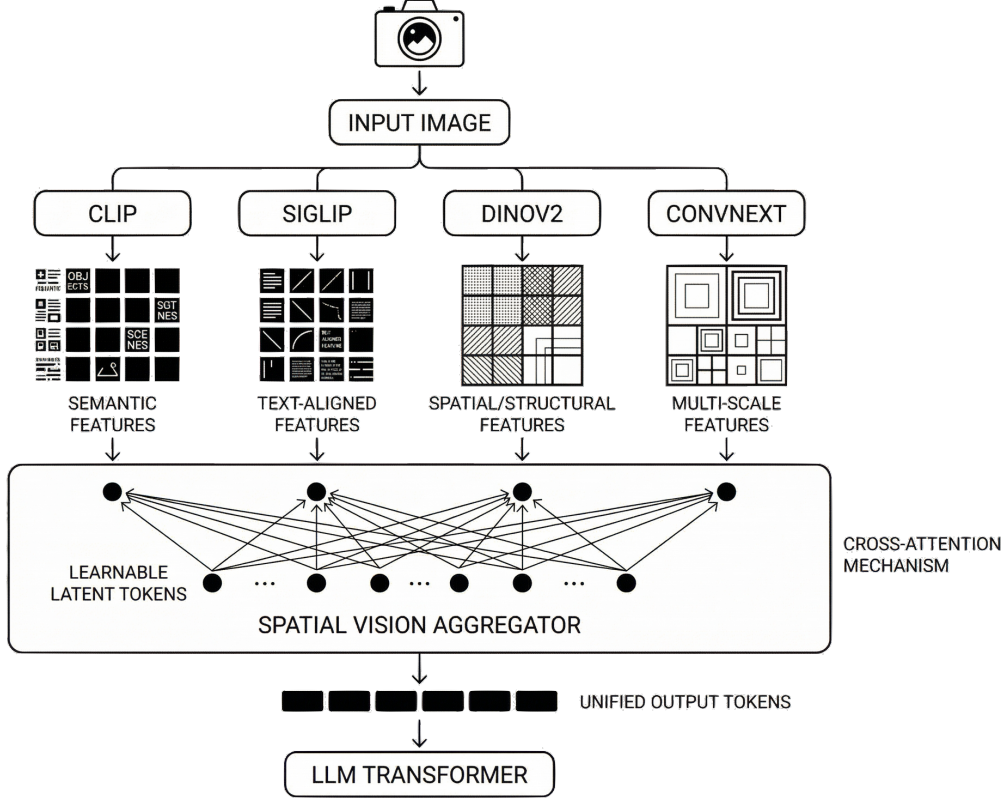 INPUT IMAGE
CLIP
SIGLIP
DINOV2
CONVNEXT
OBJ
ECTS
SGT
NES
SCE
NES
SEMANTIC
FEATURES
TEXT-ALIGNED
FEATURES
SPATIAL/STRUCTURAL
FEATURES
MULTI-SCALE
FEATURES
LEARNABLE
LATENT TOKENS
CROSS-ATTENTION
MECHANISM
SPATIAL VISION AGGREGATOR
UNIFIED OUTPUT TOKENS
LLM TRANSFORMER